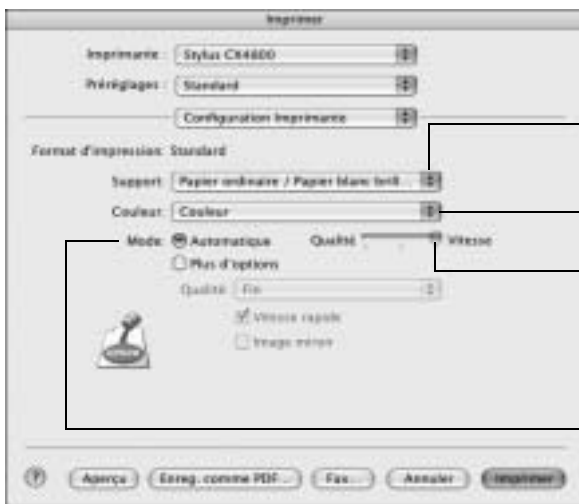 Imprimer
Imprimante : Stylus CX4800
Préréglages : Standard
Configuration Imprimante
Format d'impression: Standard
Support: Papier ordinaire / Papier blanc brill...
Couleur: Couleur
Mode: Automatique Qualité Vitesse
Plus d'options
Qualité : Fin
Vitesse rapide
Image miroir
? Aperçu Enreg. comme PDF... Fax... Annuler Imprimer